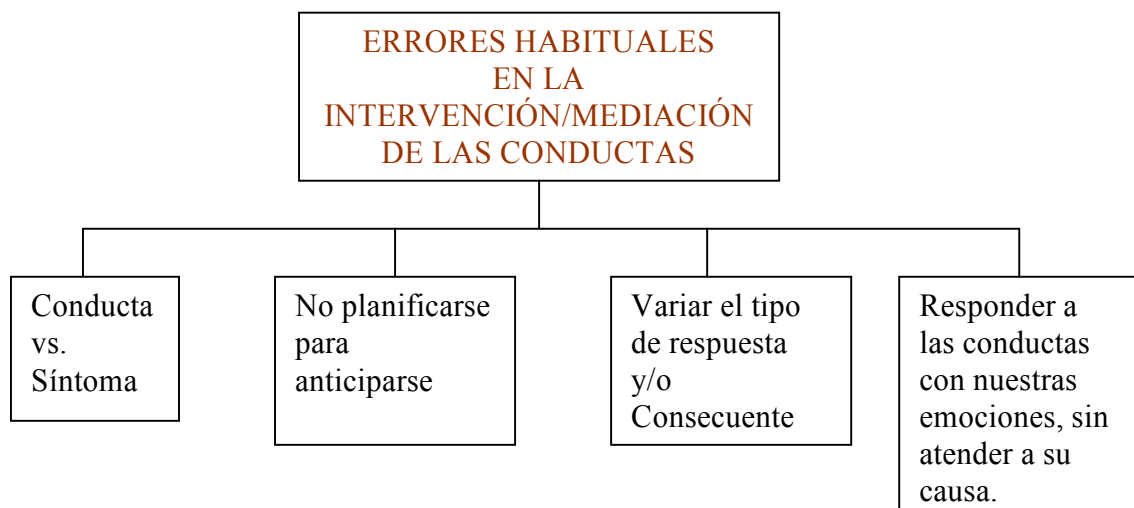 ERRORES HABITUALES
EN LA
INTERVENCIÓN/MEDIACIÓN
DE LAS CONDUCTAS
Conducta
vs.
Síntoma
No planificarse
para
anticiparse
Variar el tipo
de respuesta
y/o
Consecuente
Responder a
las conductas
con nuestras
emociones, sin
atender a su
causa.